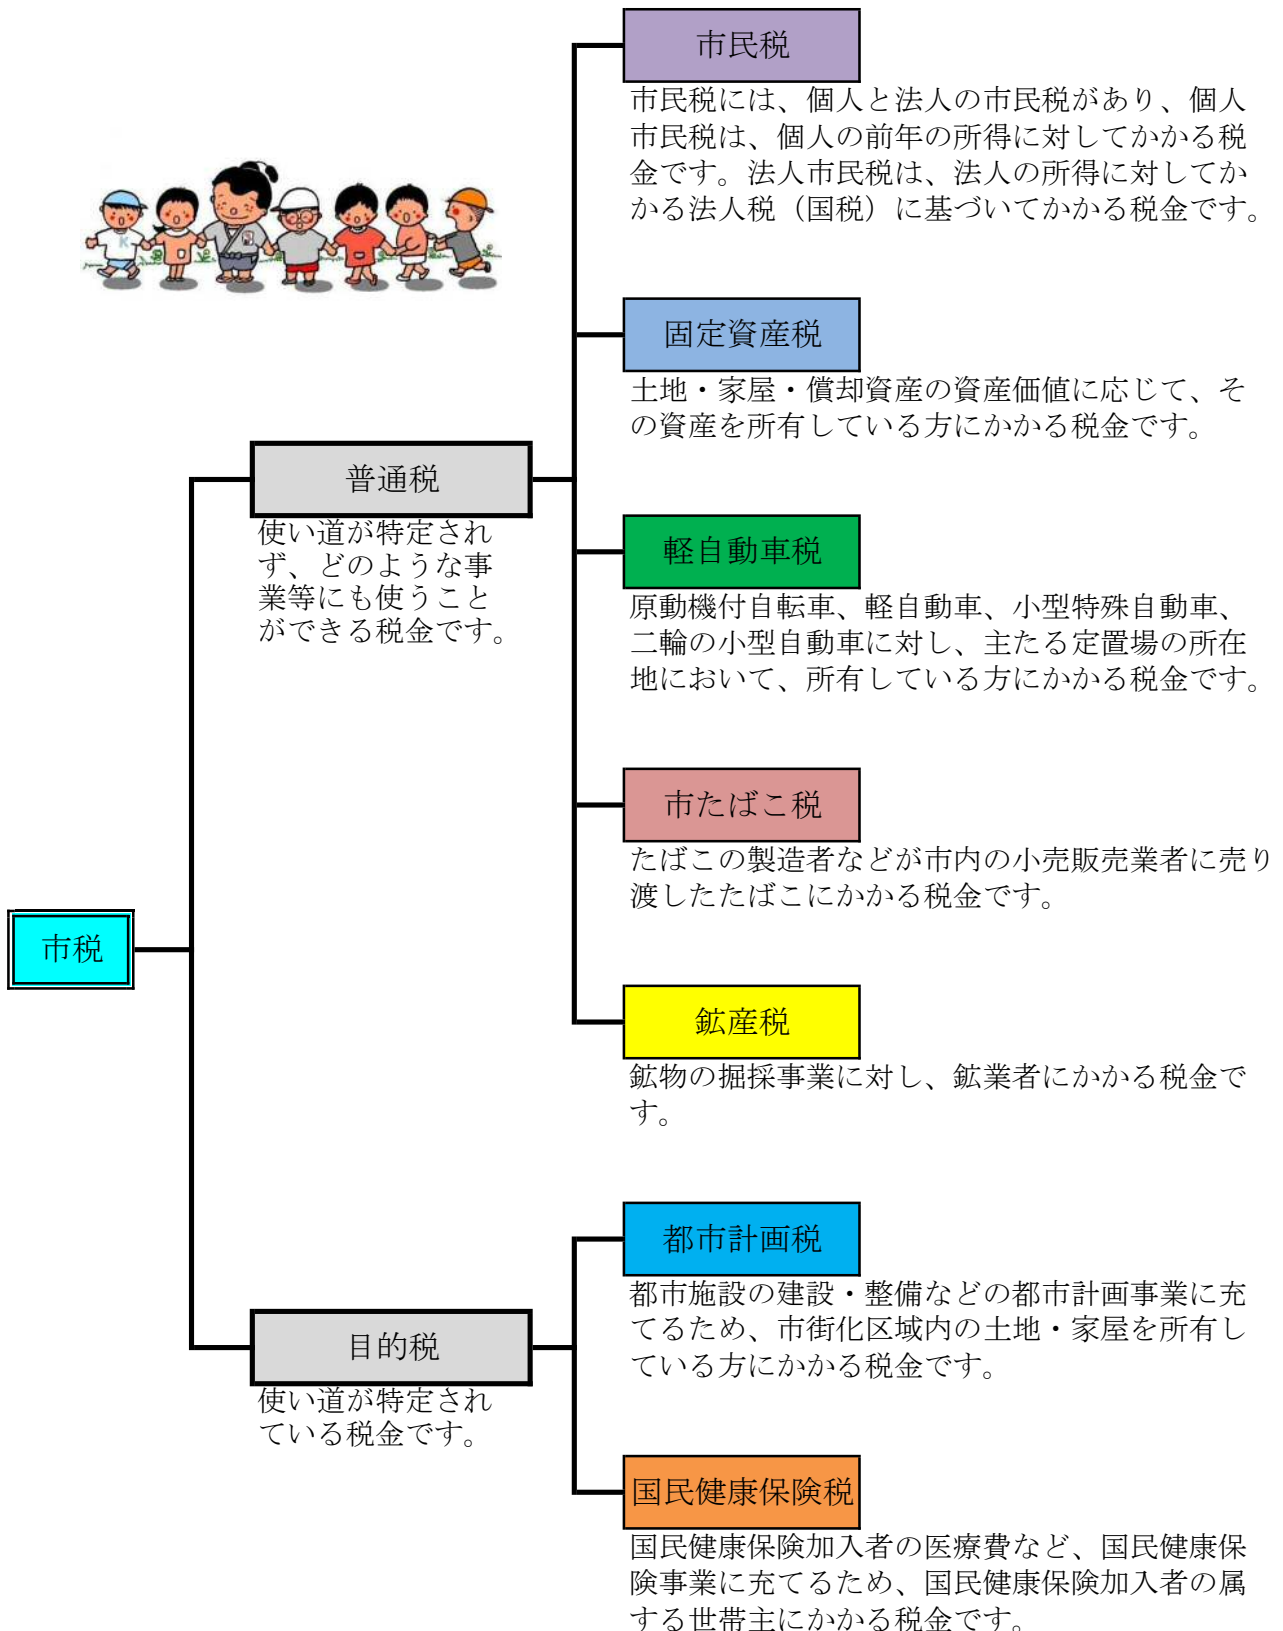 市民税
市民税には、個人と法人の市民税があり、個人
市民税は、個人の前年の所得に対してかかる税
金です。法人市民税は、法人の所得に対してか
かる法人税（国税）に基づいてかかる税金です。
K
固定資産税
土地・家屋・償却資産の資産価値に応じて、そ
の資産を所有している方にかかる税金です。
普通税
使い道が特定され
ず、どのような事
業等にも使うこと
ができる税金です。
軽自動車税
原動機付自転車、軽自動車、小型特殊自動車、
二輪の小型自動車に対し、主たる定置場の所在
地において、所有している方にかかる税金です。
市たばこ税
たばこの製造者などが市内の小売販売業者に売り
渡したたばこにかかる税金です。
市税
鉱産税
鉱物の掘採事業に対し、鉱業者にかかる税金で
す。
都市計画税
都市施設の建設・整備などの都市計画事業に充
てるため、市街化区域内の土地・家屋を所有し
ている方にかかる税金です。
目的税
使い道が特定され
ている税金です。
国民健康保険税
国民健康保険加入者の医療費など、国民健康保
険事業に充てるため、国民健康保険加入者の属
する世帯主にかかる税金です。